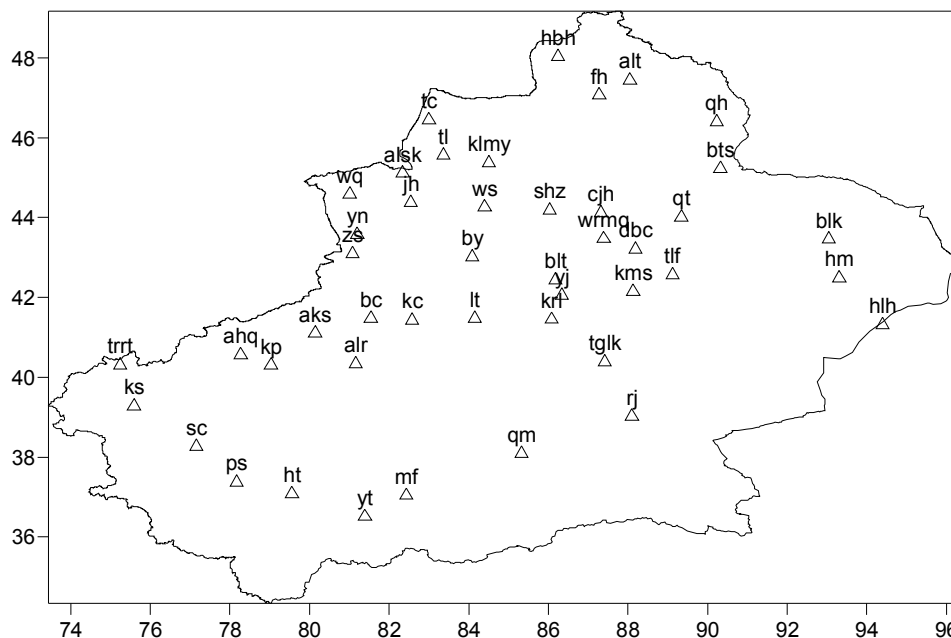 48
46
44
42
40
38
36
hbh
alt
fh
qh
tc
tl
klmy
bts
alsk
wq
jh
ws
shz
cjh
qt
yn
wrmq
blk
zs
by
dbc
tlf
hm
blt
yj
kms
bc
kc
lt
krl
hlh
aks
ahq
kp
alr
tglk
trrt
ks
rj
sc
qm
ps
ht
mf
yt
74 76 78 80 82 84 86 88 90 92 94 96